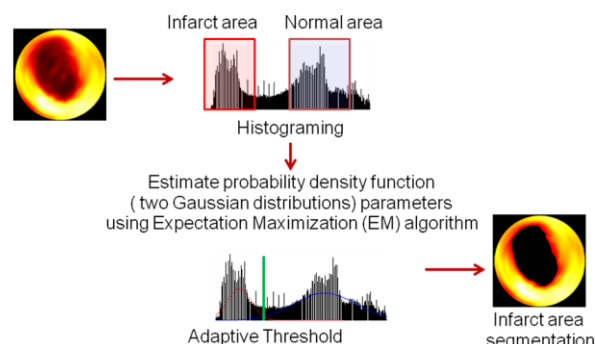 Infarct area Normal area
Histograming
Estimate probability density function
( two Gaussian distributions) parameters
using Expectation Maximization (EM) algorithm
Adaptive Threshold
Infarct area
segmentation